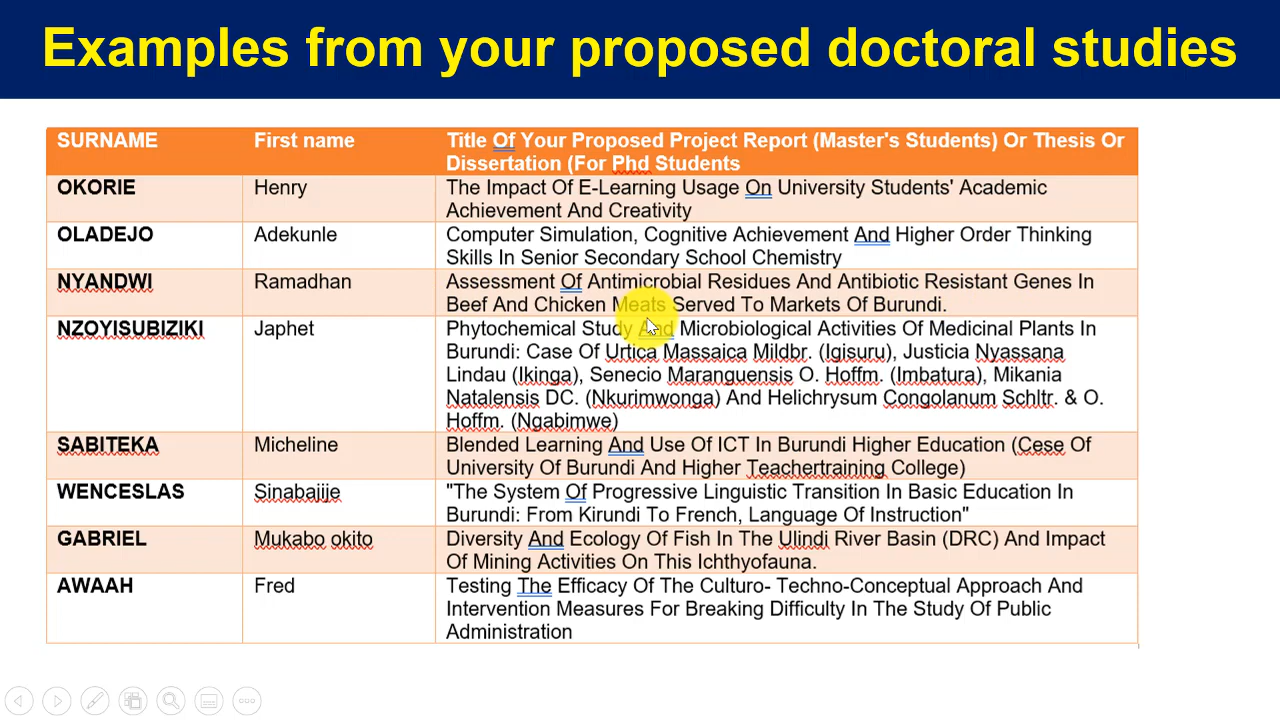 Examples from your proposed doctoral studies
SURNAME First name Title Of Your Proposed Project Report (Master's Students) Or Thesis Or
Dissertation (For Phd Students
OKORIE Henry The Impact Of E-Learning Usage On University Students' Academic
Achievement And Creativity
OLADEJO Adekunle Computer Simulation, Cognitive Achievement And Higher Order Thinking
Skills In Senior Secondary School Chemistry
NYANDWI Ramadhan Assessment Of Antimicrobial Residues And Antibiotic Resistant Genes In
Beef And Chicken Meats Served To Markets Of Burundi.
NZOYISUBIZIKI Japhet Phytochemical Study And Microbiological Activities Of Medicinal Plants In
Burundi: Case Of Urtica Massaica Mildbr. (Igisuru), Justicia Nyassana
Lindau (Ikinga), Senecio Maranguensis O. Hoffm. (Imbatura), Mikania
Natalensis DC. (Nkurimwonga) And Helichrysum Congolanum Schltr. & O.
Hoffm. (Ngabimwe)
SABITEKA Micheline Blended Learning And Use Of ICT In Burundi Higher Education (Cese Of
University Of Burundi And Higher Teachertraining College)
WENCESLAS Sinabajije "The System Of Progressive Linguistic Transition In Basic Education In
Burundi: From Kirundi To French, Language Of Instruction"
GABRIEL Mukabo okito Diversity And Ecology Of Fish In The Ulindi River Basin (DRC) And Impact
Of Mining Activities On This Ichthyofauna.
AWAAH Fred Testing The Efficacy Of The Culturo- Techno-Conceptual Approach And
Intervention Measures For Breaking Difficulty In The Study Of Public
Administration